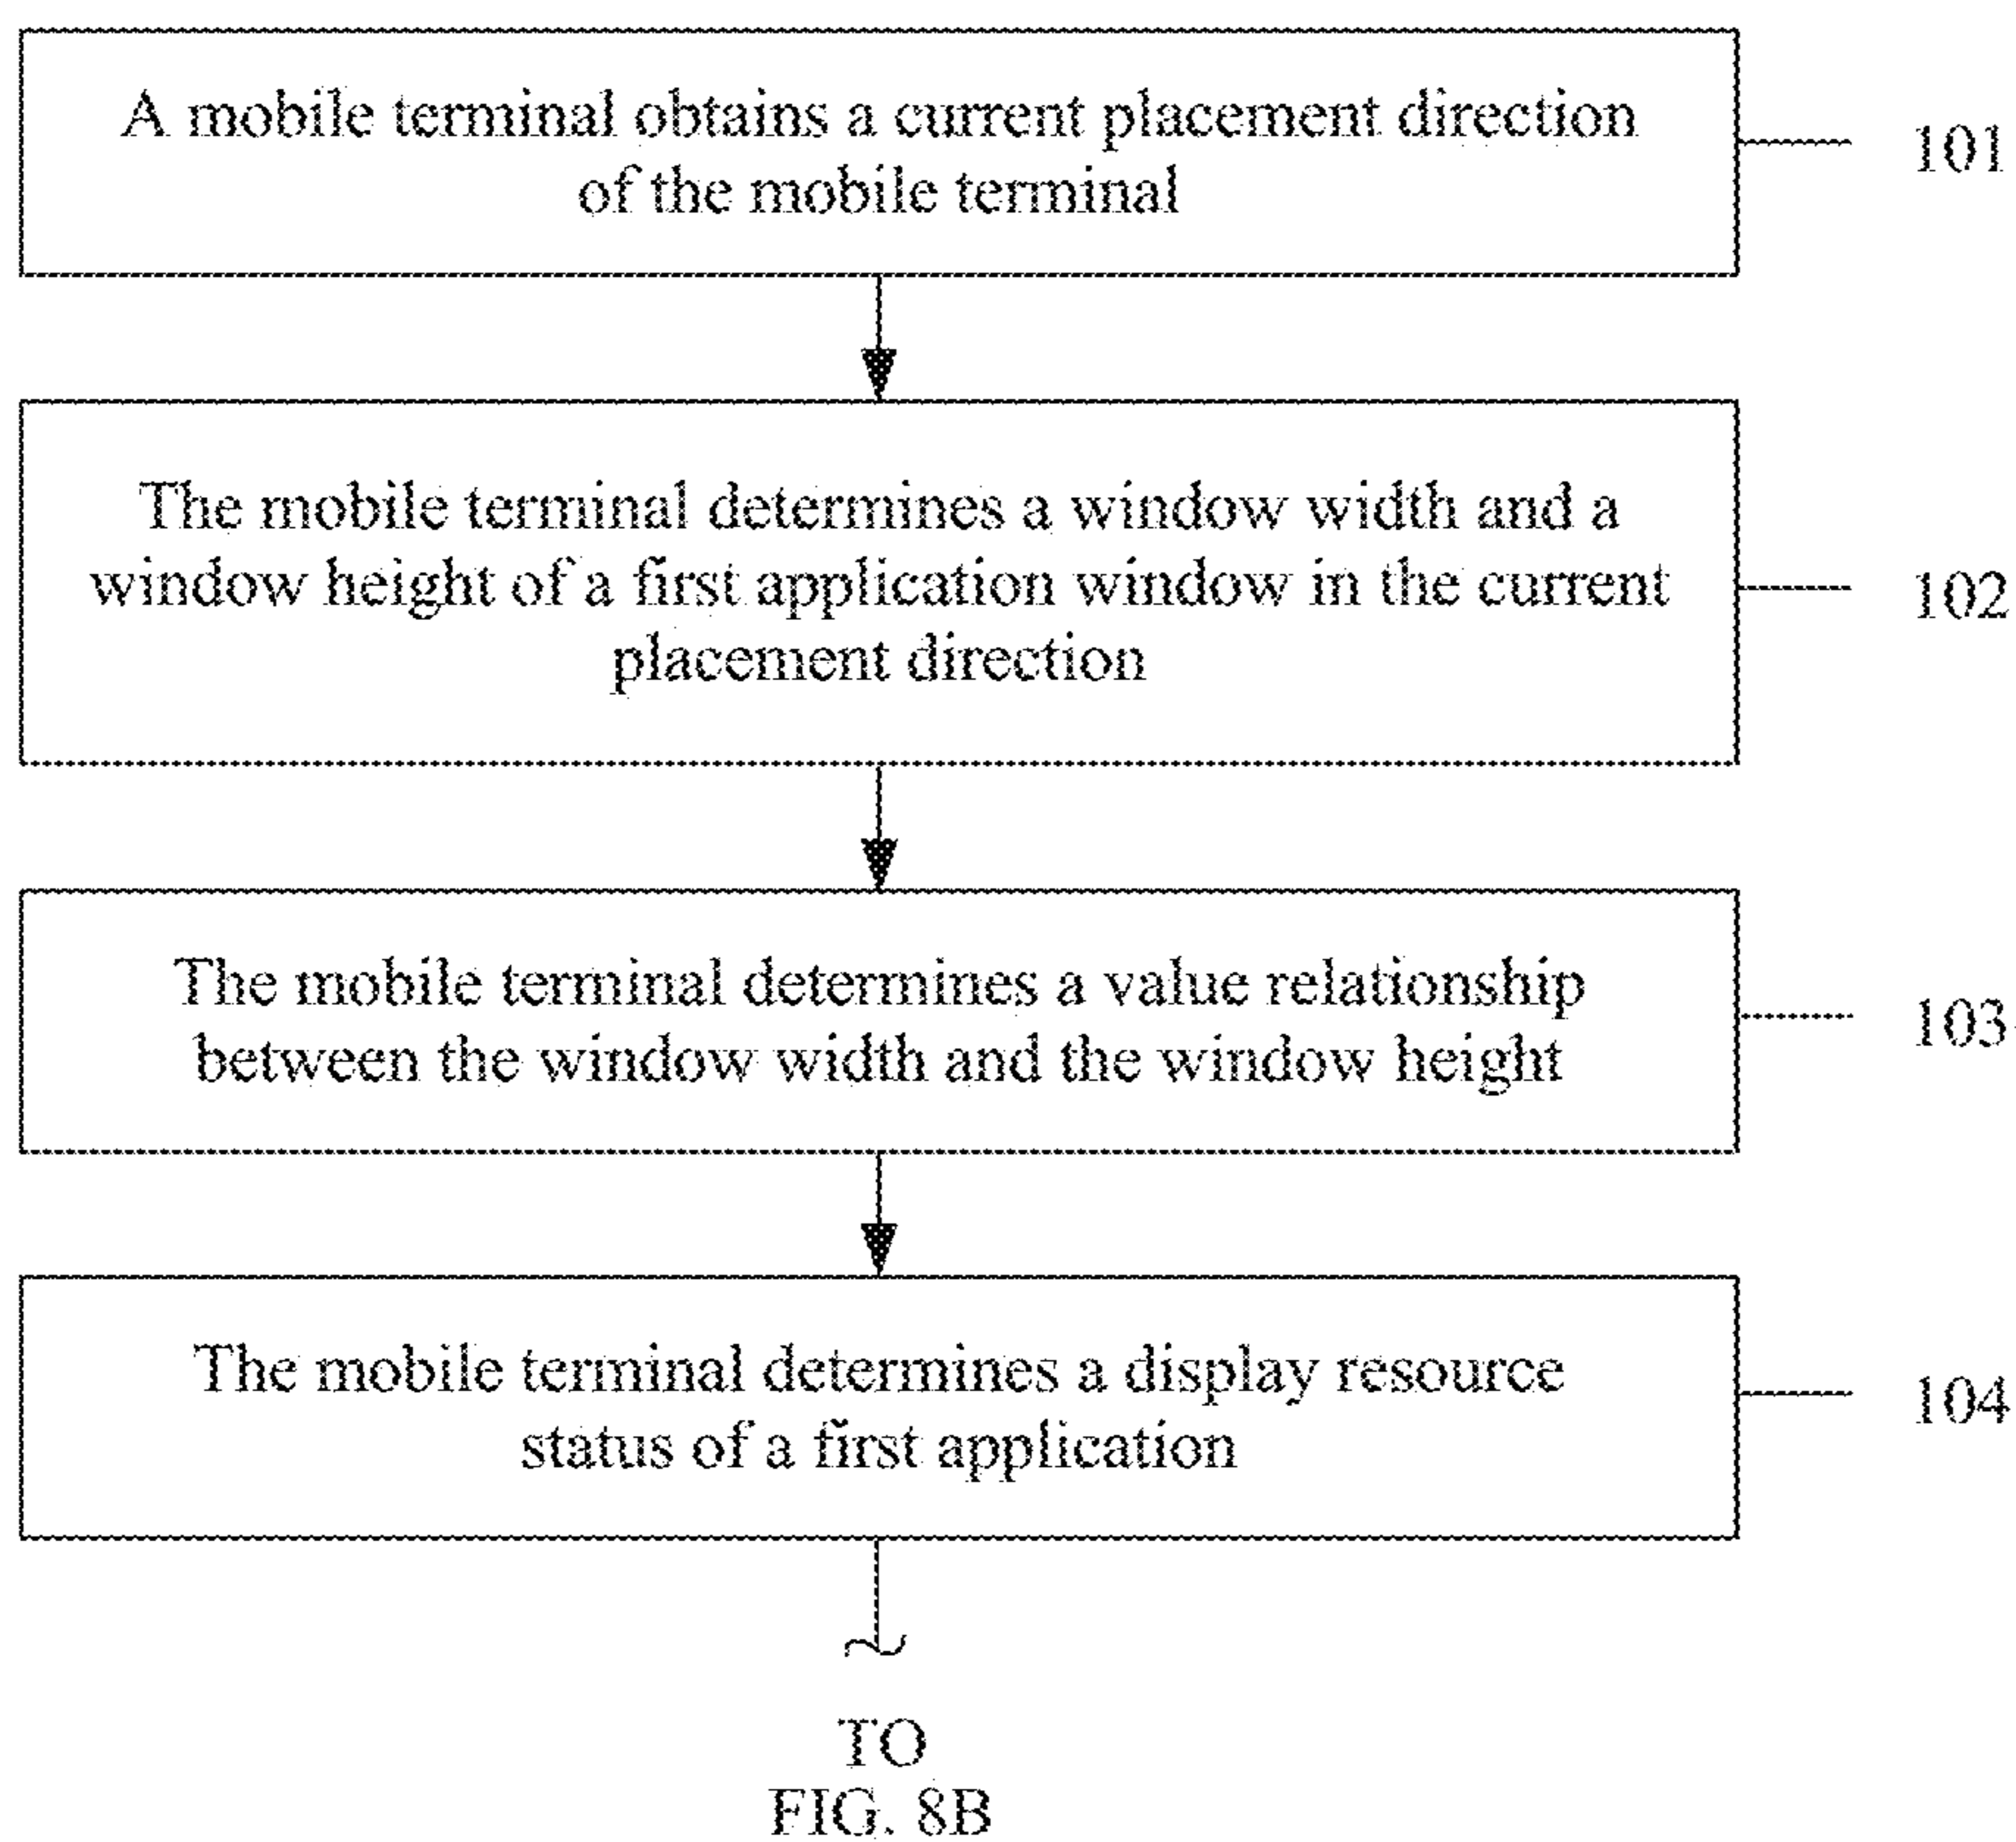 A mobile terminal obtains a current placement direction
of the mobile terminal
101
The mobile terminal determines a window width and a
window height of a first application window in the current
placement direction
102
The mobile terminal determines a value relationship
between the window width and the window height
103
The mobile terminal determines a display resource
status of a first application
104
TO
FIG. 8B